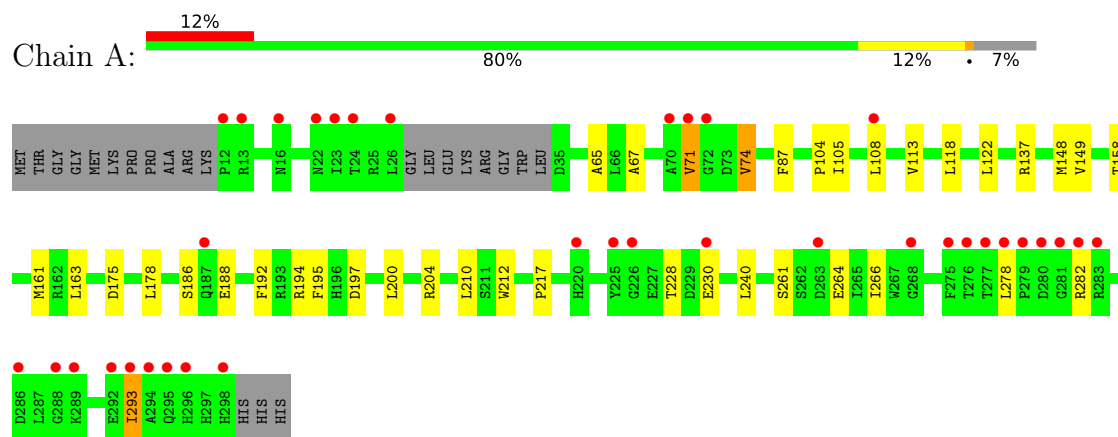 12%
Chain A:
80% 12% • 7%
MET THR GLY GLY MET LYS PRO PRO ALA ARG LYS P12 R13 N16 N22 I23 T24 R25 L26 GLY LEU GLU LYS ARG GLY TRP LEU D35 A65 L66 A67 A70 V71 G72 D73 V74 F87 P104 I105 L108 V113 L118 L122 R137 M148 V149 T158
M161 R162 L163 D175 L178 S186 Q187 E188 F192 R193 R194 F195 H196 D197 L200 R204 L210 S211 W212 P217 H220 Y225 G226 E227 T228 D229 E230 L240 S261 S262 D263 E264 I265 I266 W267 G268 F275 T276 T277 L278 P279 D280 G281 R282 R283
D286 L287 G288 K289 E292 I293 A294 Q295 H296 H297 H298 HIS HIS HIS